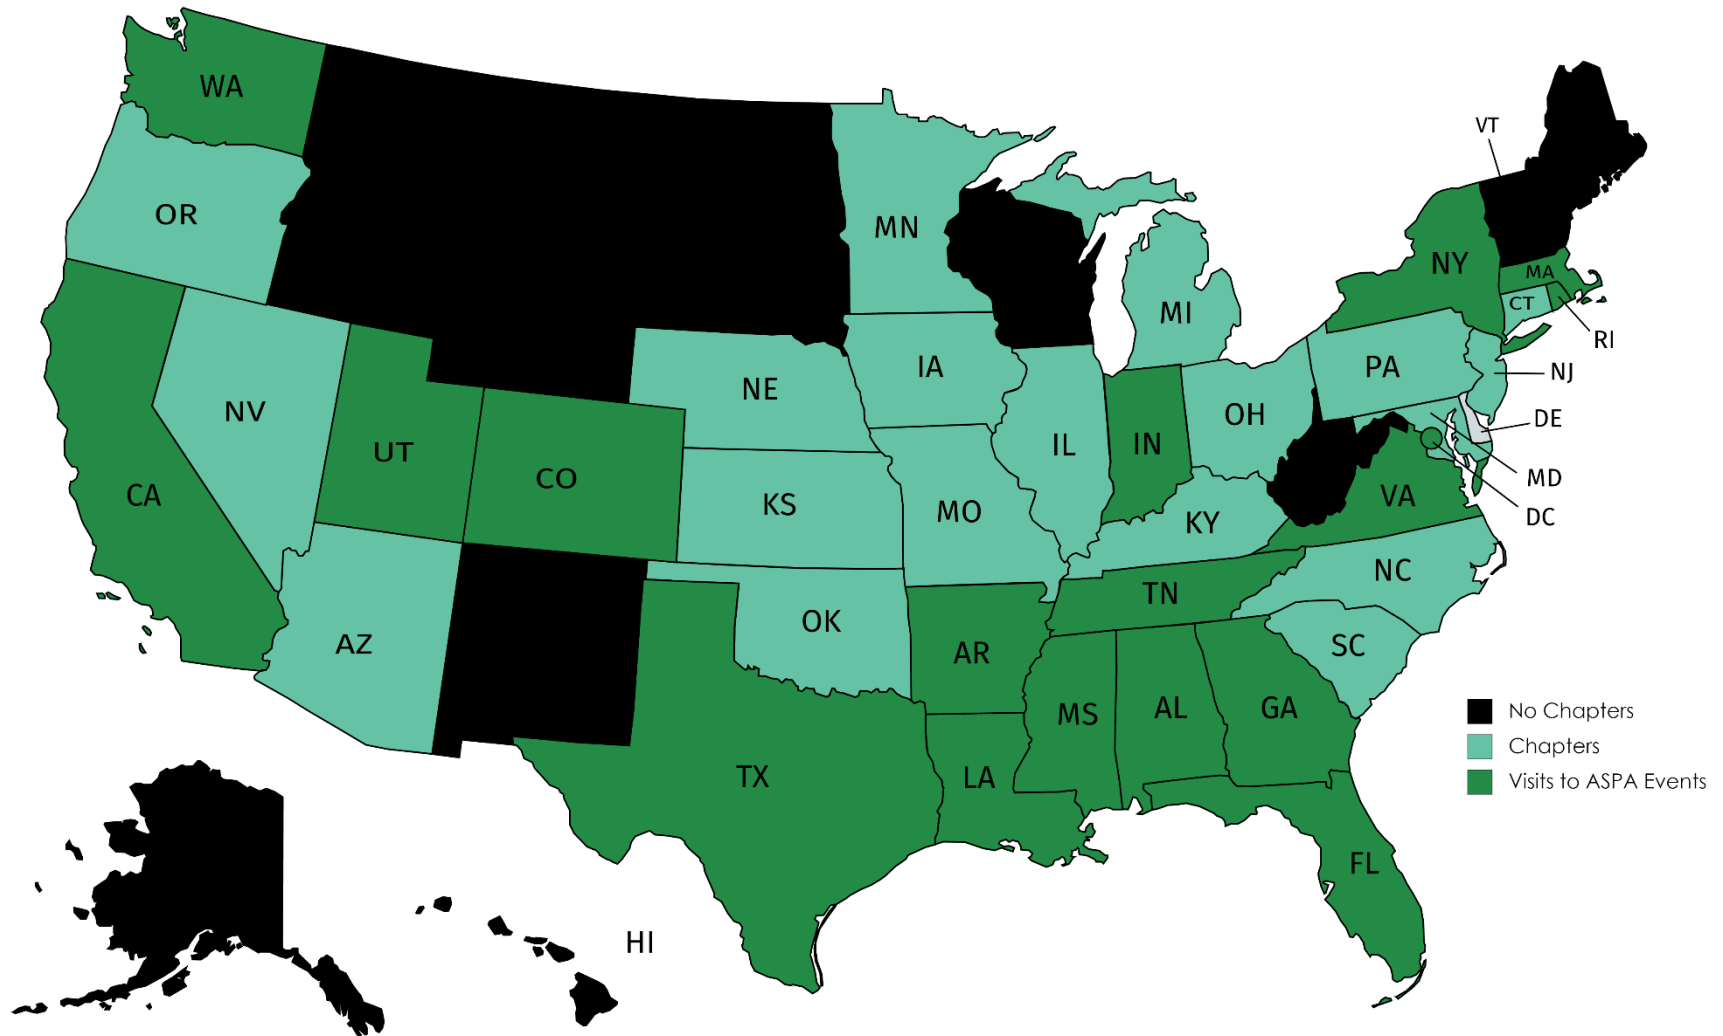 WA
VT
OR
MN
NY
MA
CT
MI
RI
IA
PA
NJ
NE
NV
OH
DE
UT
IL
IN
CO
MD
CA
KS
MO
KY
VA
DC
NC
TN
OK
AZ
AR
SC
MS
AL
GA
No Chapters
Chapters
TX
LA
Visits to ASPA Events
FL
HI